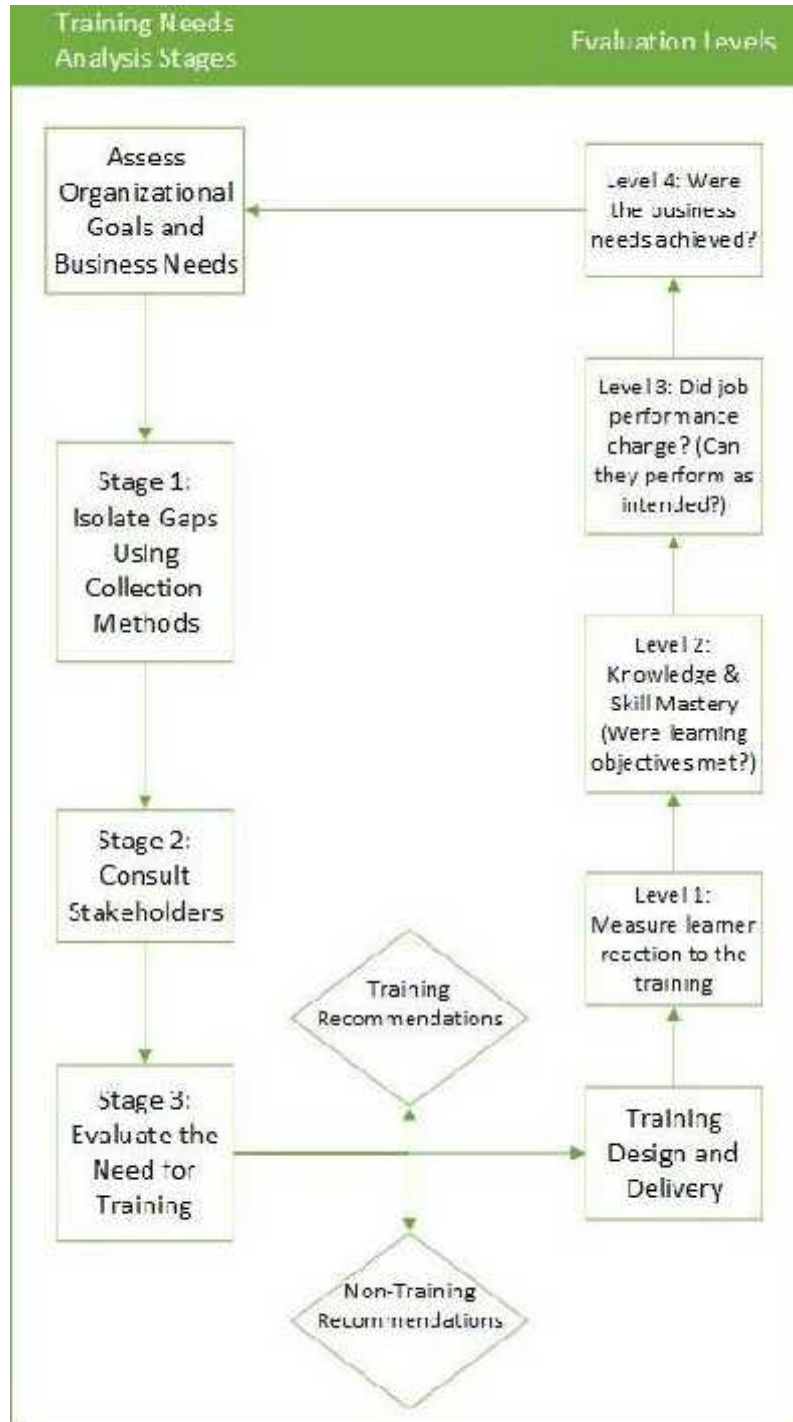 Training Needs
Analysis Stages
Evaluation Levels
Assess
Organizational
Goals and
Business Needs
Stage 1:
Isolate Gaps
Using
Collection
Methods
Stage 2:
Consult
Stakeholders
Stage 3:
Evaluate the
Need for
Training
Training
Recommendations
Non-Training
Recommendations
Training
Design and
Delivery
Level 1:
Measure learner
reaction to the
training
Level 2:
Knowledge &
Skill Mastery
(Were learning
objectives met?)
Level 3: Did job
performance
change? (Can
they perform as
intended?)
Level 4: Were
the business
needs achieved?